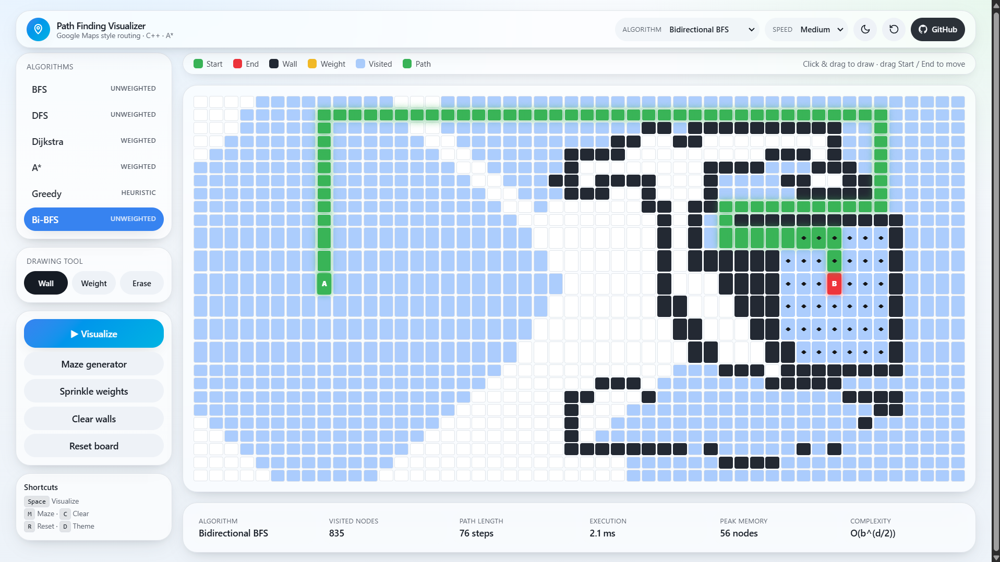 Path Finding Visualizer
Google Maps style routing · C++ · A*
ALGORITHM Bidirectional BFS
SPEED Medium
GitHub
ALGORITHMS
BFS UNWEIGHTED
DFS UNWEIGHTED
Dijkstra WEIGHTED
A* WEIGHTED
Greedy HEURISTIC
Bi-BFS UNWEIGHTED
DRAWING TOOL
Wall Weight Erase
Visualize
Maze generator
Sprinkle weights
Clear walls
Reset board
Shortcuts
Space Visualize
M Maze · C Clear
R Reset · D Theme
Start End Wall Weight Visited Path
Click & drag to draw · drag Start / End to move
A
B
ALGORITHM
Bidirectional BFS
VISITED NODES
835
PATH LENGTH
76 steps
EXECUTION
2.1 ms
PEAK MEMORY
56 nodes
COMPLEXITY
O(b^(d/2))